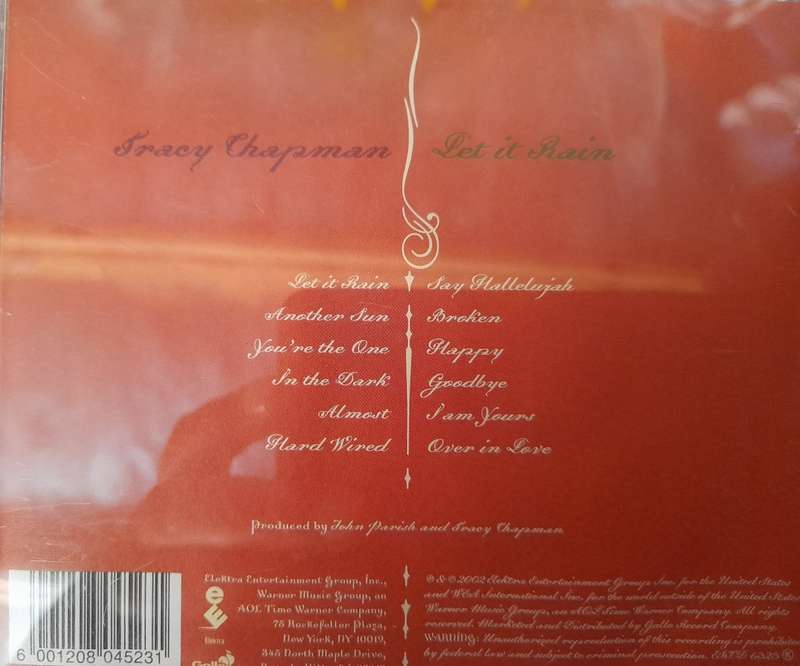 Tracy Chapman
Let it Rain
Let it Rain
Another Sun
You're the One
In the Dark
Almost
Hard Wired
Say Hallelujah
Broken
Happy
Goodbye
I am Yours
Over in Love
Produced by John Parish and Tracy Chapman
6 001208 045231
Elektra Entertainment Group, Inc.,
Warner Music Group, an
AOL Time Warner Company,
75 Rockefeller Plaza,
New York, NY 10019,
345 North Maple Drive,
℗ & © 2002 Elektra Entertainment Group Inc. for the United States
and WEA International Inc. for the world outside of the United States
Warner Music Group, an AOL Time Warner Company. All rights
reserved. Marketed and Distributed by Gallo Record Company.
WARNING: Unauthorized reproduction of this recording is prohibited
by federal law and subject to criminal prosecution.